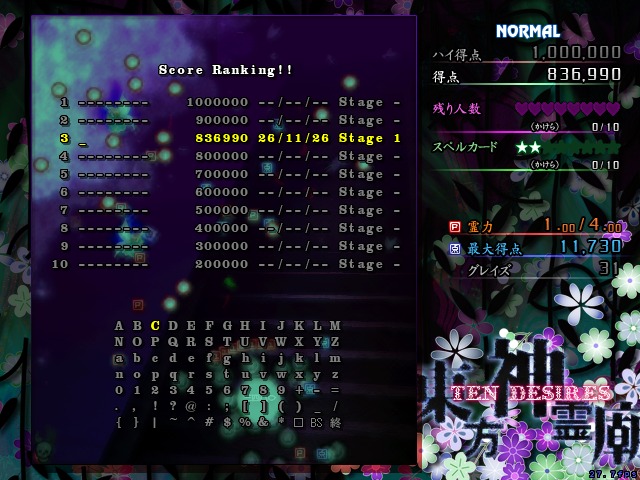 Score Ranking!!
1 -------- 1000000 --/--/-- Stage -
2 -------- 900000 --/--/-- Stage -
3 _ 836990 26/11/26 Stage 1
4 -------- 800000 --/--/-- Stage -
5 -------- 700000 --/--/-- Stage -
6 -------- 600000 --/--/-- Stage -
7 -------- 500000 --/--/-- Stage -
8 -------- 400000 --/--/-- Stage -
9 -------- 300000 --/--/-- Stage -
10 -------- 200000 --/--/-- Stage -
A B C D E F G H I J K L M
N O P Q R S T U V W X Y Z
a b c d e f g h i j k l m
n o p q r s t u v w x y z
0 1 2 3 4 5 6 7 8 9 + - =
. , ! ? @ : ; [ ] ( ) _ /
{ } | ~ ^ # $ % & * □ BS 終
NORMAL
ハイ得点 1,000,000
得点 836,990
残り人数
(かけら) 0/10
スペルカード ★★
(かけら) 0/10
P 霊力 1.00/4.00
最大得点 11,730
グレイズ 31
東方神霊廟
TEN DESIRES
27.7fps